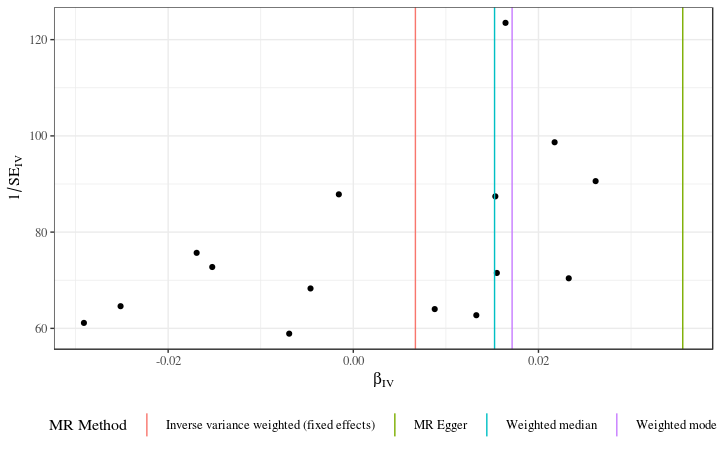 120
100
80
60
1/SE_IV
-0.02 0.00 0.02
β_IV
MR Method Inverse variance weighted (fixed effects) MR Egger Weighted median Weighted mode